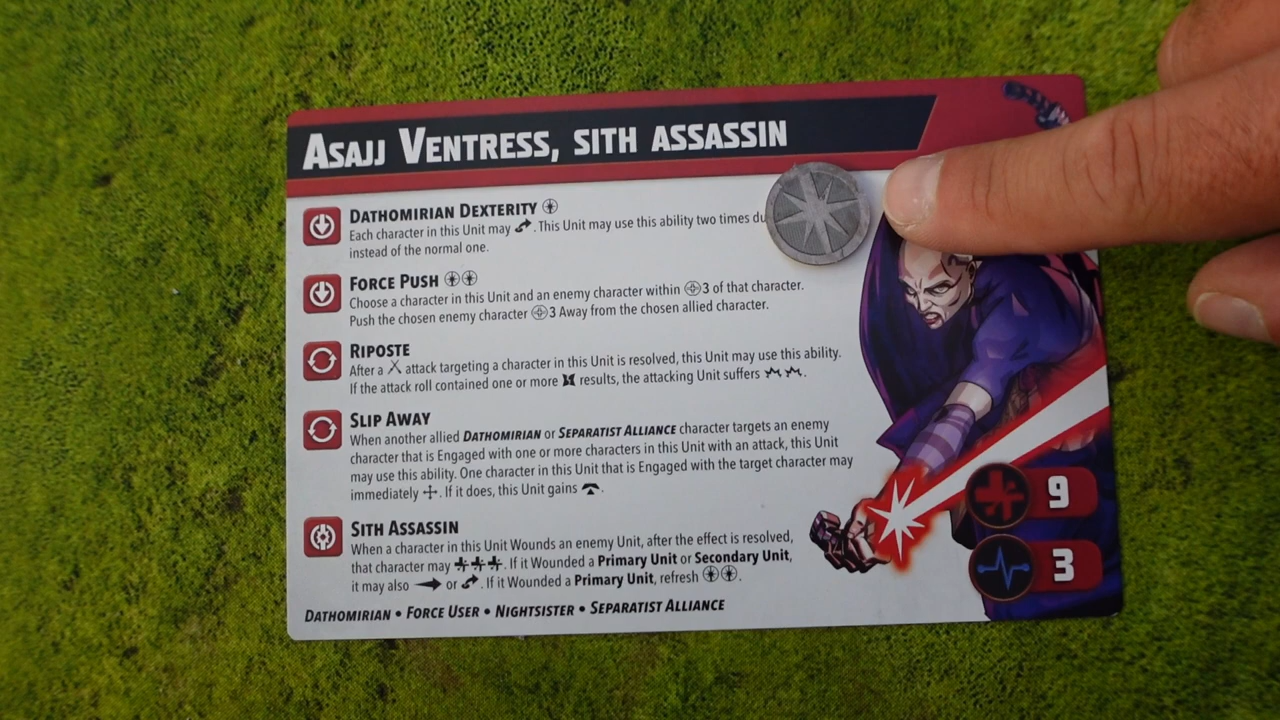 ASAJJ VENTRESS, SITH ASSASSIN
DATHOMIRIAN DEXTERITY
Each character in this Unit may . This Unit may use this ability two times
instead of the normal one.
FORCE PUSH
Choose a character in this Unit and an enemy character within 3 of that character.
Push the chosen enemy character 3 Away from the chosen allied character.
RIPOSTE
After a attack targeting a character in this Unit is resolved, this Unit may use this ability.
If the attack roll contained one or more results, the attacking Unit suffers .
SLIP AWAY
When another allied DATHOMIRIAN or SEPARATIST ALLIANCE character targets an enemy
character that is Engaged with one or more characters in this Unit with an attack, this Unit
may use this ability. One character in this Unit that is Engaged with the target character may
immediately . If it does, this Unit gains .
SITH ASSASSIN
When a character in this Unit Wounds an enemy Unit, after the effect is resolved,
that character may . If it Wounded a Primary Unit or Secondary Unit,
it may also or . If it Wounded a Primary Unit, refresh .
DATHOMIRIAN • FORCE USER • NIGHTSISTER • SEPARATIST ALLIANCE
9
3